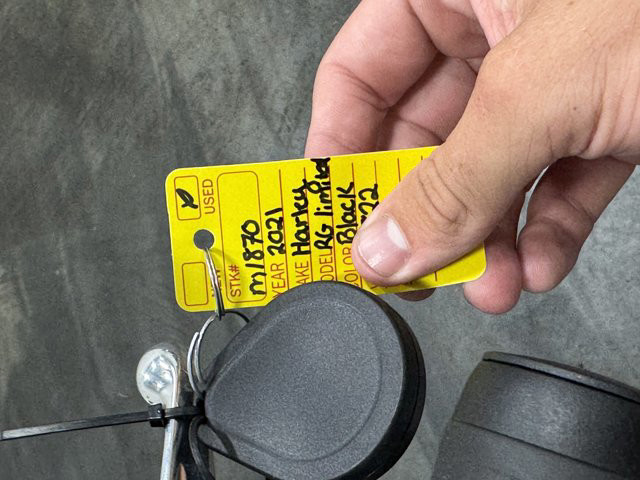 USED
STK# M1870
YEAR 2021
AKE Harley
ODEL RG limited
OLOR Black